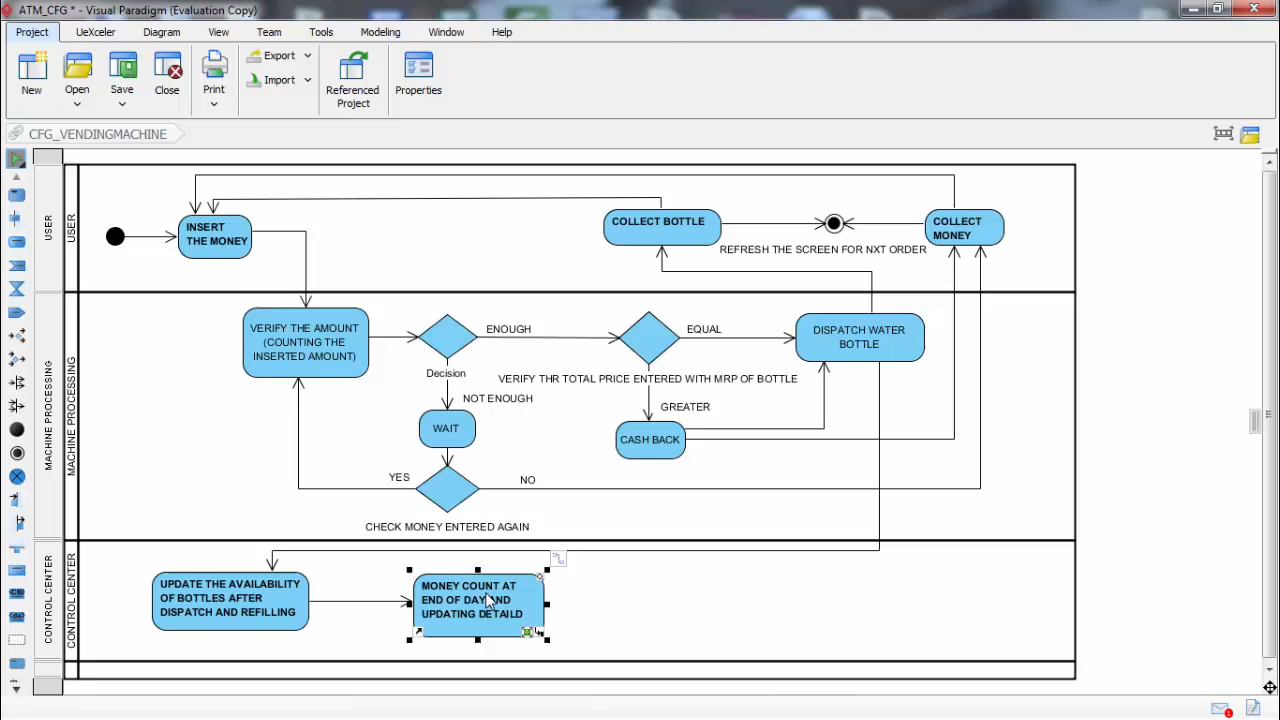 ATM_CFG * - Visual Paradigm (Evaluation Copy)
Project UeXceler Diagram View Team Tools Modeling Window Help
Export
Import
New Open Save Close Print Referenced
Project Properties
CFG_VENDINGMACHINE
USER
USER
INSERT
THE MONEY
COLLECT BOTTLE
COLLECT
MONEY
REFRESH THE SCREEN FOR NXT ORDER
MACHINE PROCESSING
MACHINE PROCESSING
VERIFY THE AMOUNT
(COUNTING THE
INSERTED AMOUNT)
ENOUGH
EQUAL
DISPATCH WATER
BOTTLE
Decision
VERIFY THR TOTAL PRICE ENTERED WITH MRP OF BOTTLE
NOT ENOUGH
GREATER
WAIT
CASH BACK
YES
NO
CHECK MONEY ENTERED AGAIN
CONTROL CENTER
CONTROL CENTER
UPDATE THE AVAILABILITY
OF BOTTLES AFTER
DISPATCH AND REFILLING
MONEY COUNT AT
END OF DAY AND
UPDATING DETAILD